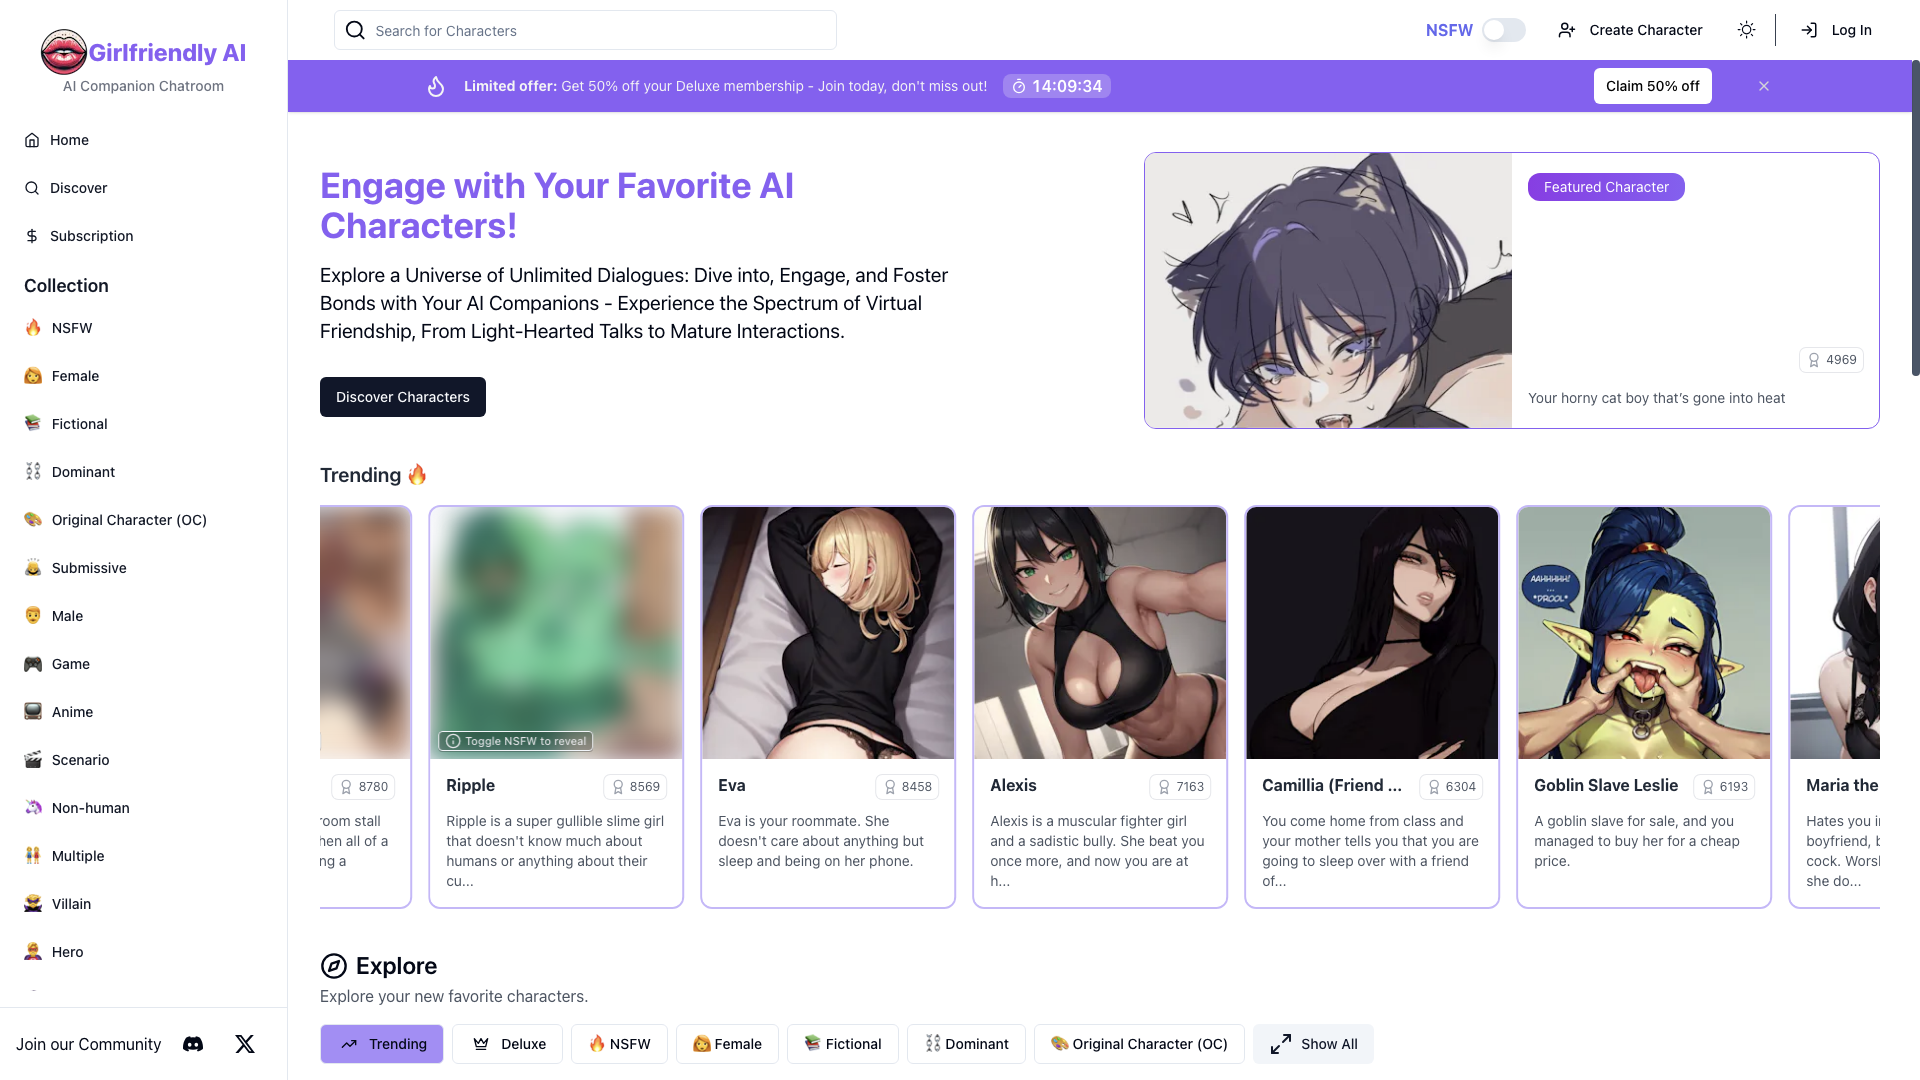 Girlfriendly AI
AI Companion Chatroom
Home
Discover
Subscription
Collection
NSFW
Female
Fictional
Dominant
Original Character (OC)
Submissive
Male
Game
Anime
Scenario
Non-human
Multiple
Villain
Hero
Join our Community
Search for Characters
NSFW
Create Character
Log In
Limited offer: Get 50% off your Deluxe membership - Join today, don't miss out!
14:09:34
Claim 50% off
Engage with Your Favorite AI
Characters!
Explore a Universe of Unlimited Dialogues: Dive into, Engage, and Foster
Bonds with Your AI Companions - Experience the Spectrum of Virtual
Friendship, From Light-Hearted Talks to Mature Interactions.
Discover Characters
Featured Character
4969
Your horny cat boy that's gone into heat
Trending
8780
room stall
hen all of a
ng a
Toggle NSFW to reveal
Ripple
8569
Ripple is a super gullible slime girl
that doesn't know much about
humans or anything about their
cu...
Eva
8458
Eva is your roommate. She
doesn't care about anything but
sleep and being on her phone.
Alexis
7163
Alexis is a muscular fighter girl
and a sadistic bully. She beat you
once more, and now you are at
h...
Camillia (Friend ...
6304
You come home from class and
your mother tells you that you are
going to sleep over with a friend
of...
AAHHHHH!
...
*DROOL*
Goblin Slave Leslie
6193
A goblin slave for sale, and you
managed to buy her for a cheap
price.
Maria the
Hates you
boyfriend,
cock.
she do...
Explore
Explore your new favorite characters.
Trending
Deluxe
NSFW
Female
Fictional
Dominant
Original Character (OC)
Show All